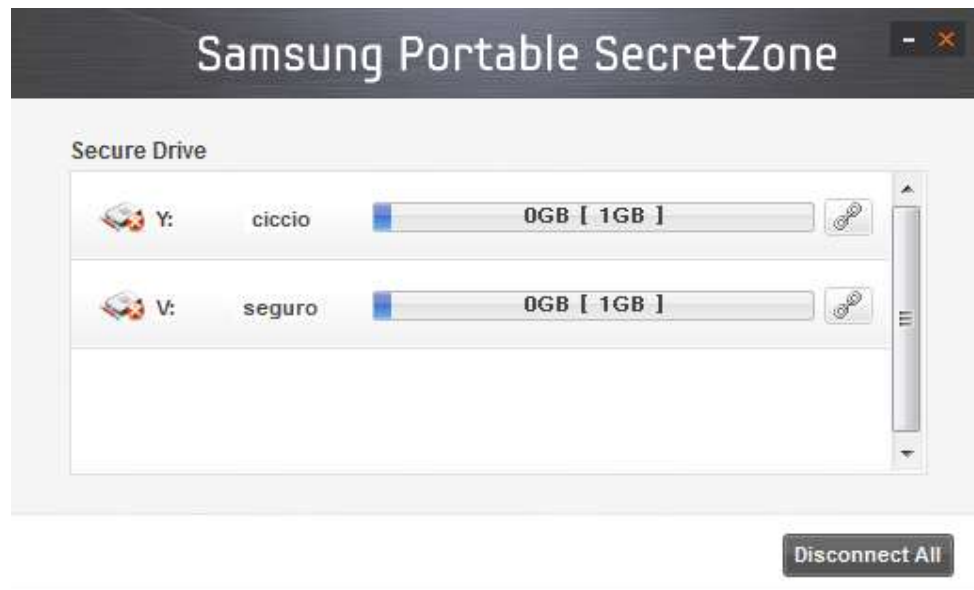 Samsung Portable SecretZone
Secure Drive
Y: ciccio 0GB [ 1GB ]
V: seguro 0GB [ 1GB ]
Disconnect All